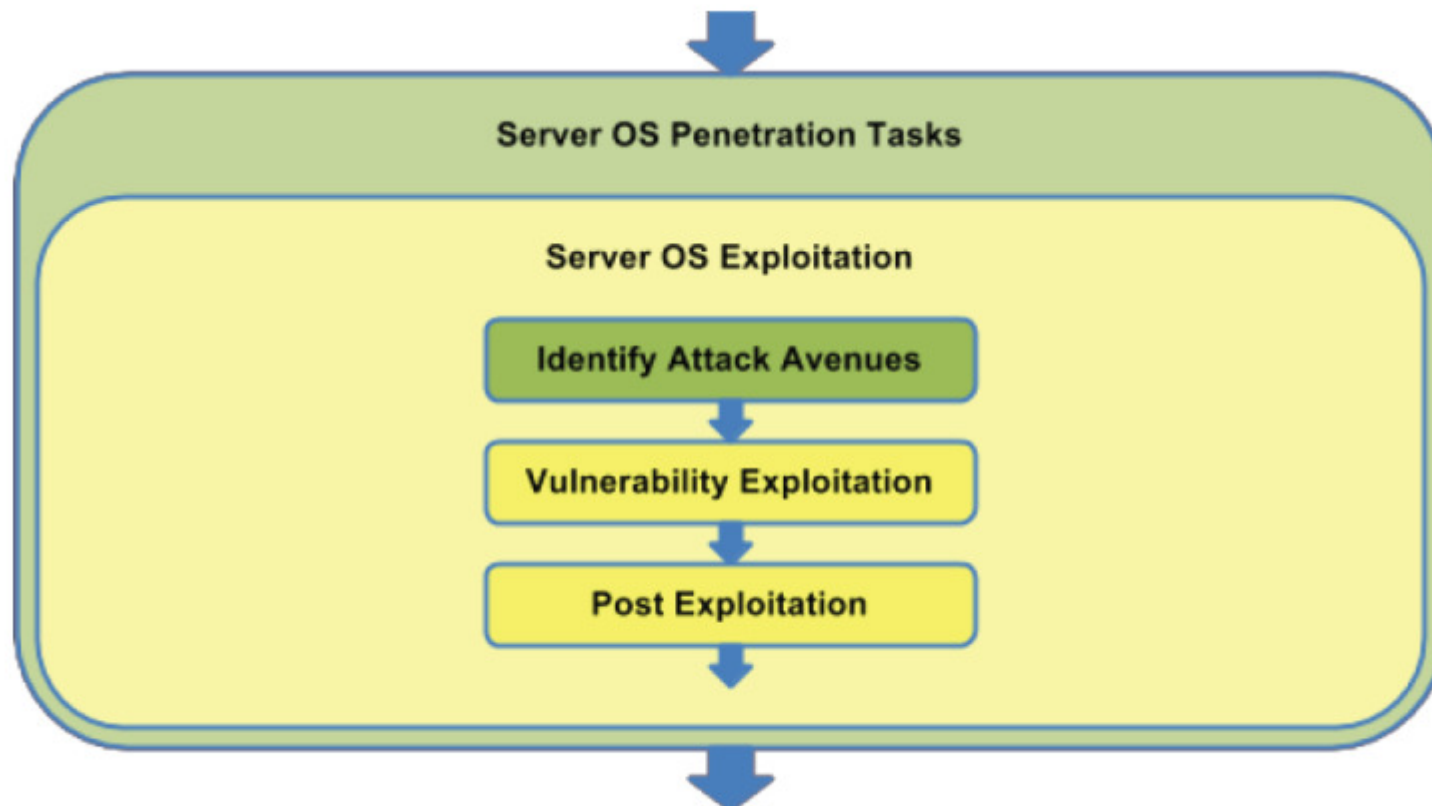 Server OS Penetration Tasks
Server OS Exploitation
Identify Attack Avenues
Vulnerability Exploitation
Post Exploitation